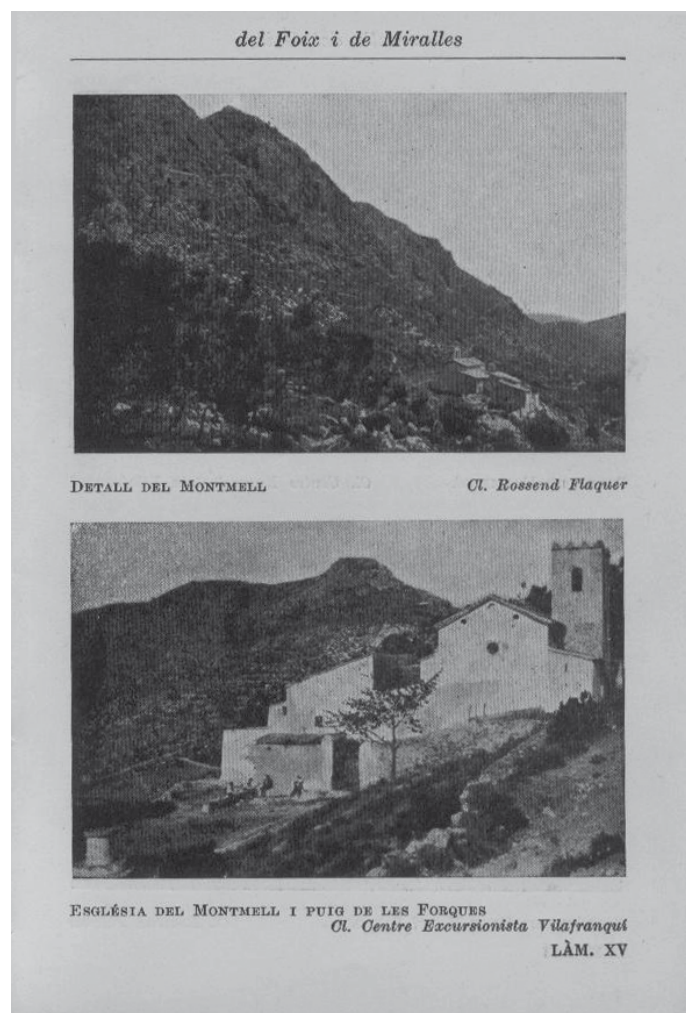 del Foix i de Miralles
DETALL DEL MONTMELL Cl. Rossend Flaquer
ESGLÉSIA DEL MONTMELL I PUIG DE LES FORQUES
Cl. Centre Excursionista Vilafranquí
LÀM. XV